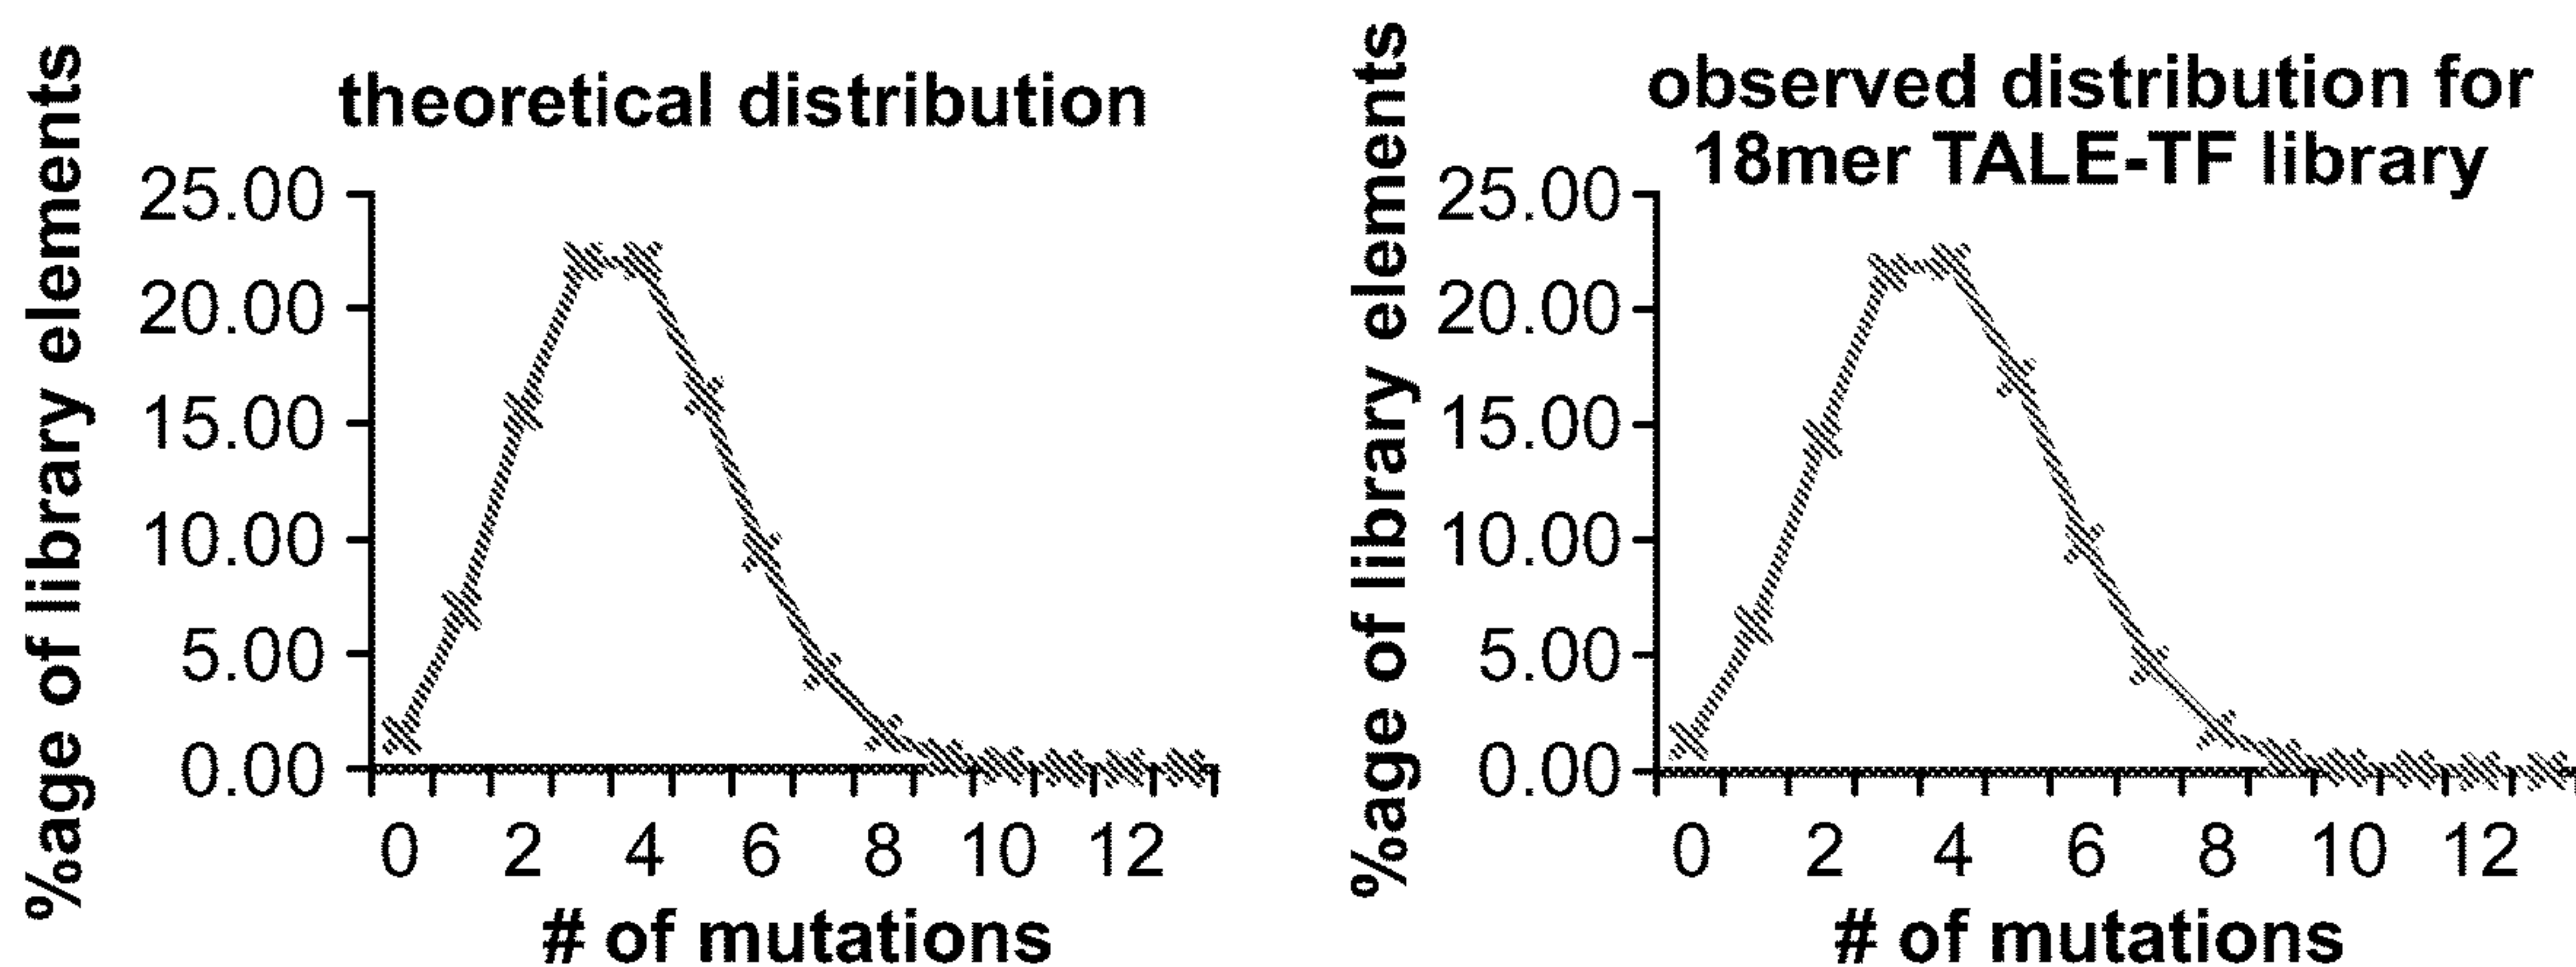 theoretical distribution
%age of library elements
25.00
20.00
15.00
10.00
5.00
0.00
0 2 4 6 8 10 12
# of mutations
observed distribution for
18mer TALE-TF library
%age of library elements
25.00
20.00
15.00
10.00
5.00
0.00
0 2 4 6 8 10 12
# of mutations